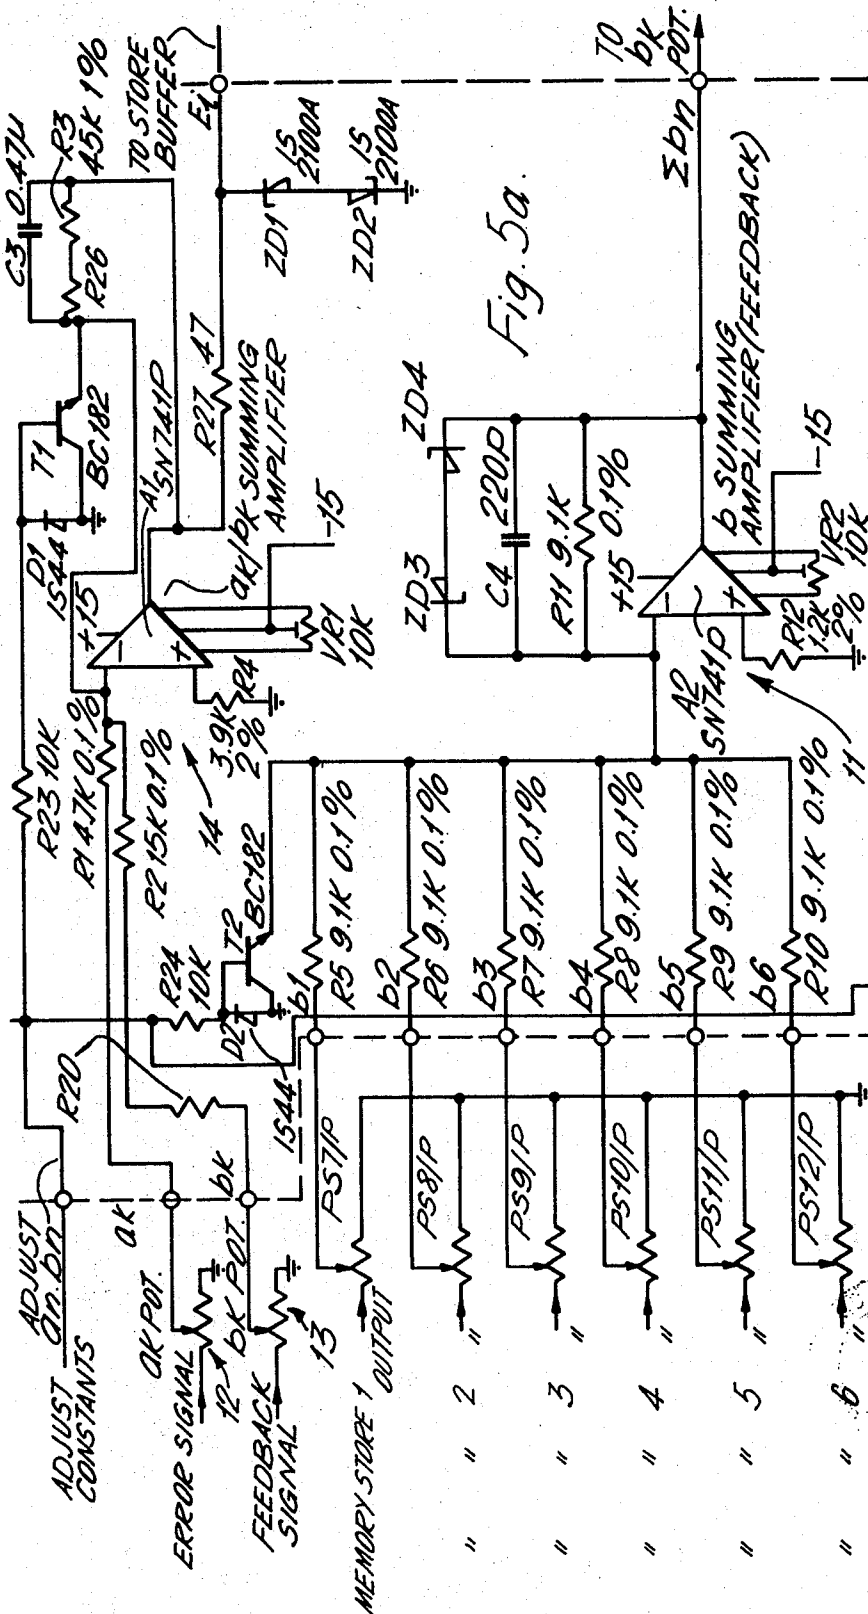 ADJUST
CONSTANTS
ADJUST
an.bn
ERROR SIGNAL
aK POT.
12
aK
FEEDBACK
SIGNAL
bK POT.
13
bK
R20
R23 10K
R1 4.7K 0.1%
R2 15K 0.1%
R24
10K
D2
1S44
T2
BC182
14
D1
1S44
T1
BC182
+15
−
+
A1
SN741P
aK/bK SUMMING
AMPLIFIER
3.9K
2%
R4
VR1
10K
-15
C3 0.47µ
R26
R3
45K 1%
R27 47
TO STORE
BUFFER
Ei
ZD1
1S
2100A
ZD2
1S
2100A
Fig. 5a.
MEMORY STORE 1
OUTPUT
PS7/P
b1
R5 9.1K 0.1%
" " 2 "
PS8/P
b2
R6 9.1K 0.1%
" " 3 "
PS9/P
b3
R7 9.1K 0.1%
" " 4 "
PS10/P
b4
R8 9.1K 0.1%
" " 5 "
PS11/P
b5
R9 9.1K 0.1%
" " 6 "
PS12/P
b6
R10 9.1K 0.1%
ZD3
ZD4
C4
220P
R11 9.1K
0.1%
+15
−
+
A2
SN741P
11
R12
1.2K
2%
VR2
10K
-15
b SUMMING
AMPLIFIER (FEEDBACK)
Σbn
TO
bK
POT.